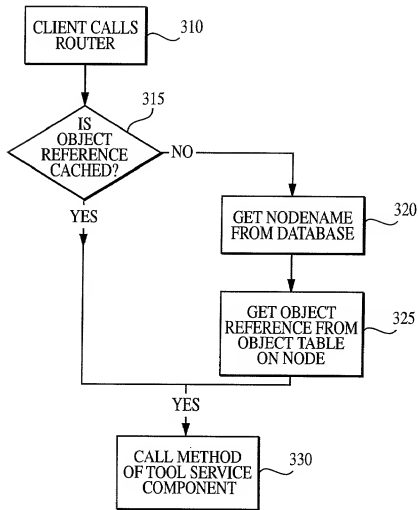 CLIENT CALLS
ROUTER
310
315
IS
OBJECT
REFERENCE
CACHED?
NO
YES
GET NODENAME
FROM DATABASE
320
GET OBJECT
REFERENCE FROM
OBJECT TABLE
ON NODE
325
YES
CALL METHOD
OF TOOL SERVICE
COMPONENT
330